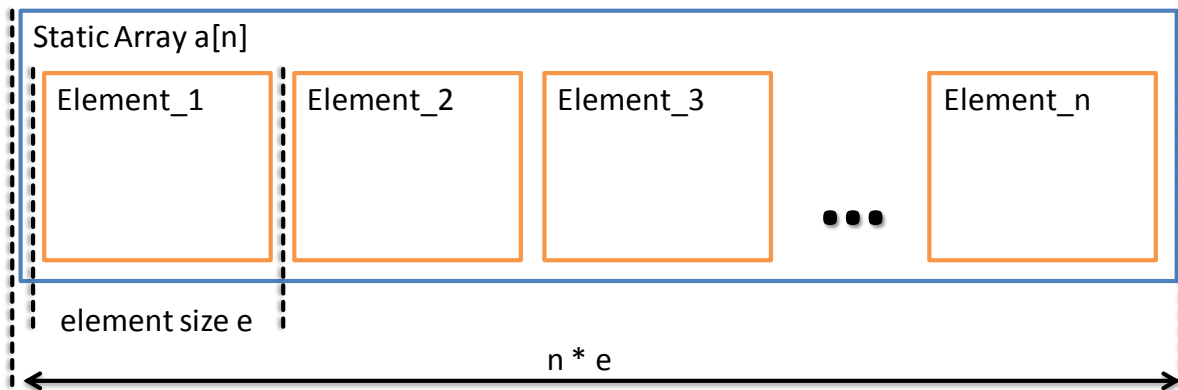 Static Array a[n]
Element_1
Element_2
Element_3
...
Element_n
element size e
n * e